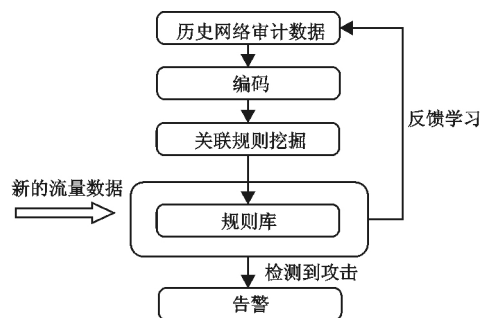 历史网络审计数据
编码
反馈学习
关联规则挖掘
新的流量数据
规则库
检测到攻击
告警